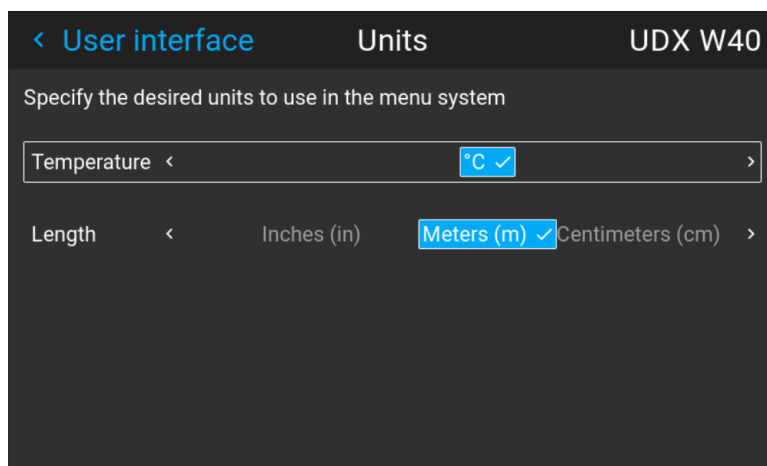 ‹ User interface Units UDX W40
Specify the desired units to use in the menu system
Temperature ‹ °C ✓ ›
Length ‹ Inches (in) Meters (m) ✓ Centimeters (cm) ›